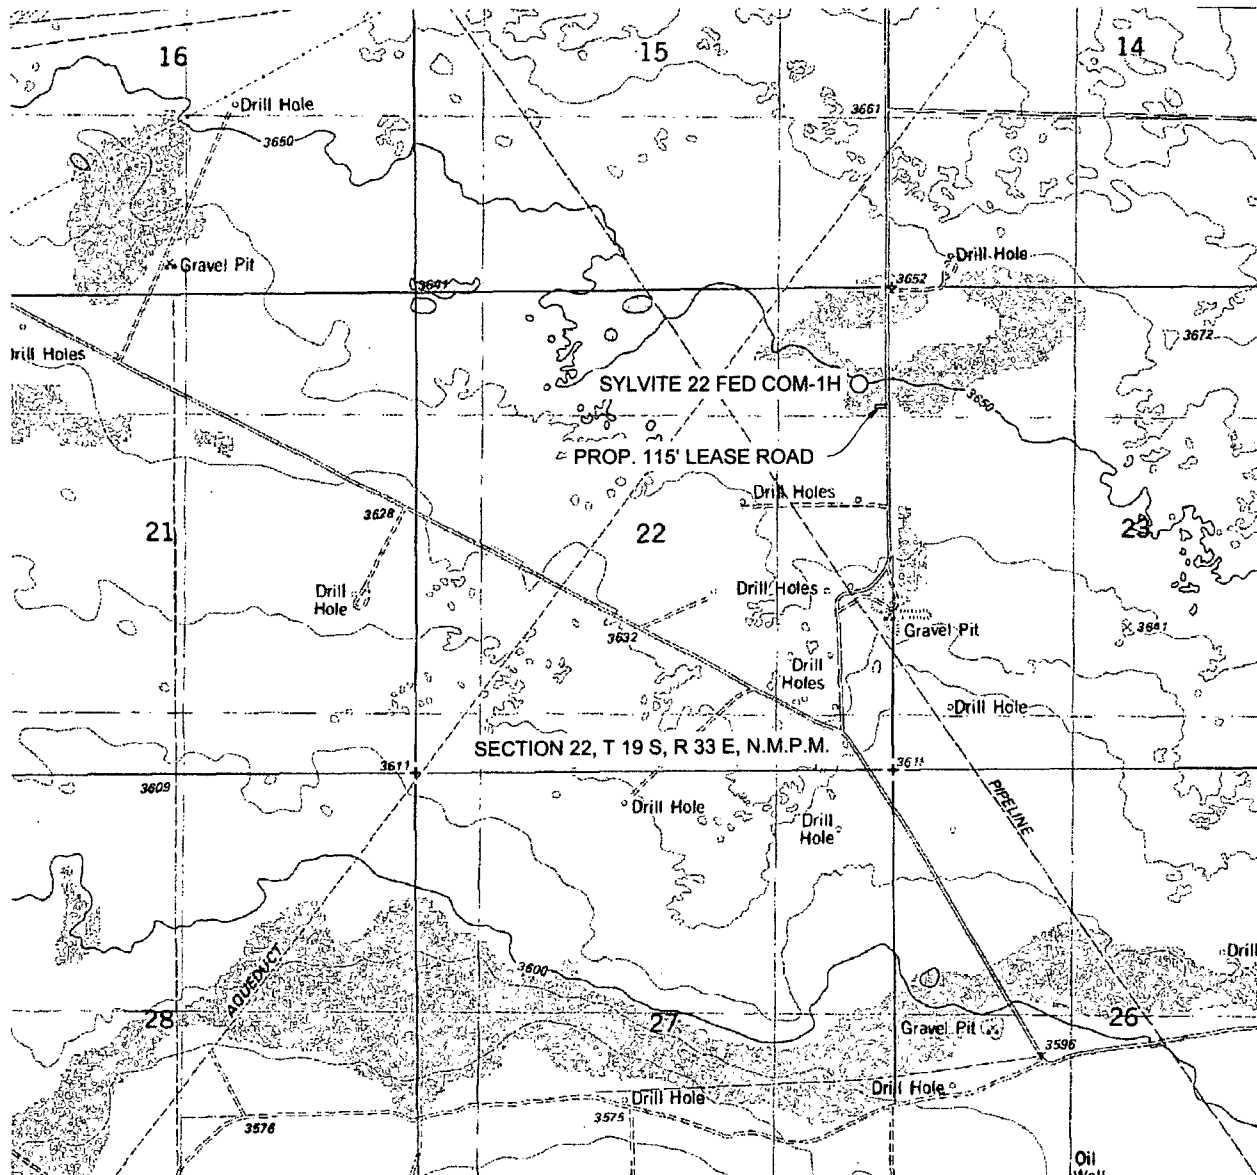 16
15
14
Drill Hole
3661
3650
Gravel Pit
Drill Hole
3641
3652
3672
Drill Holes
SYLVITE 22 FED COM-1H
3650
PROP. 115' LEASE ROAD
Drill Holes
3628
21
22
23
Drill
Hole
Drill Holes
3632
Gravel Pit
3641
Drill
Holes
Drill Hole
SECTION 22, T 19 S, R 33 E, N.M.P.M.
3611
3609
PIPELINE
Drill Hole
Drill
Hole
AQUEDUCT
3600
Drill
28
27
Gravel Pit
26
3596
Drill Hole
Drill Hole
3576
3575
Oil